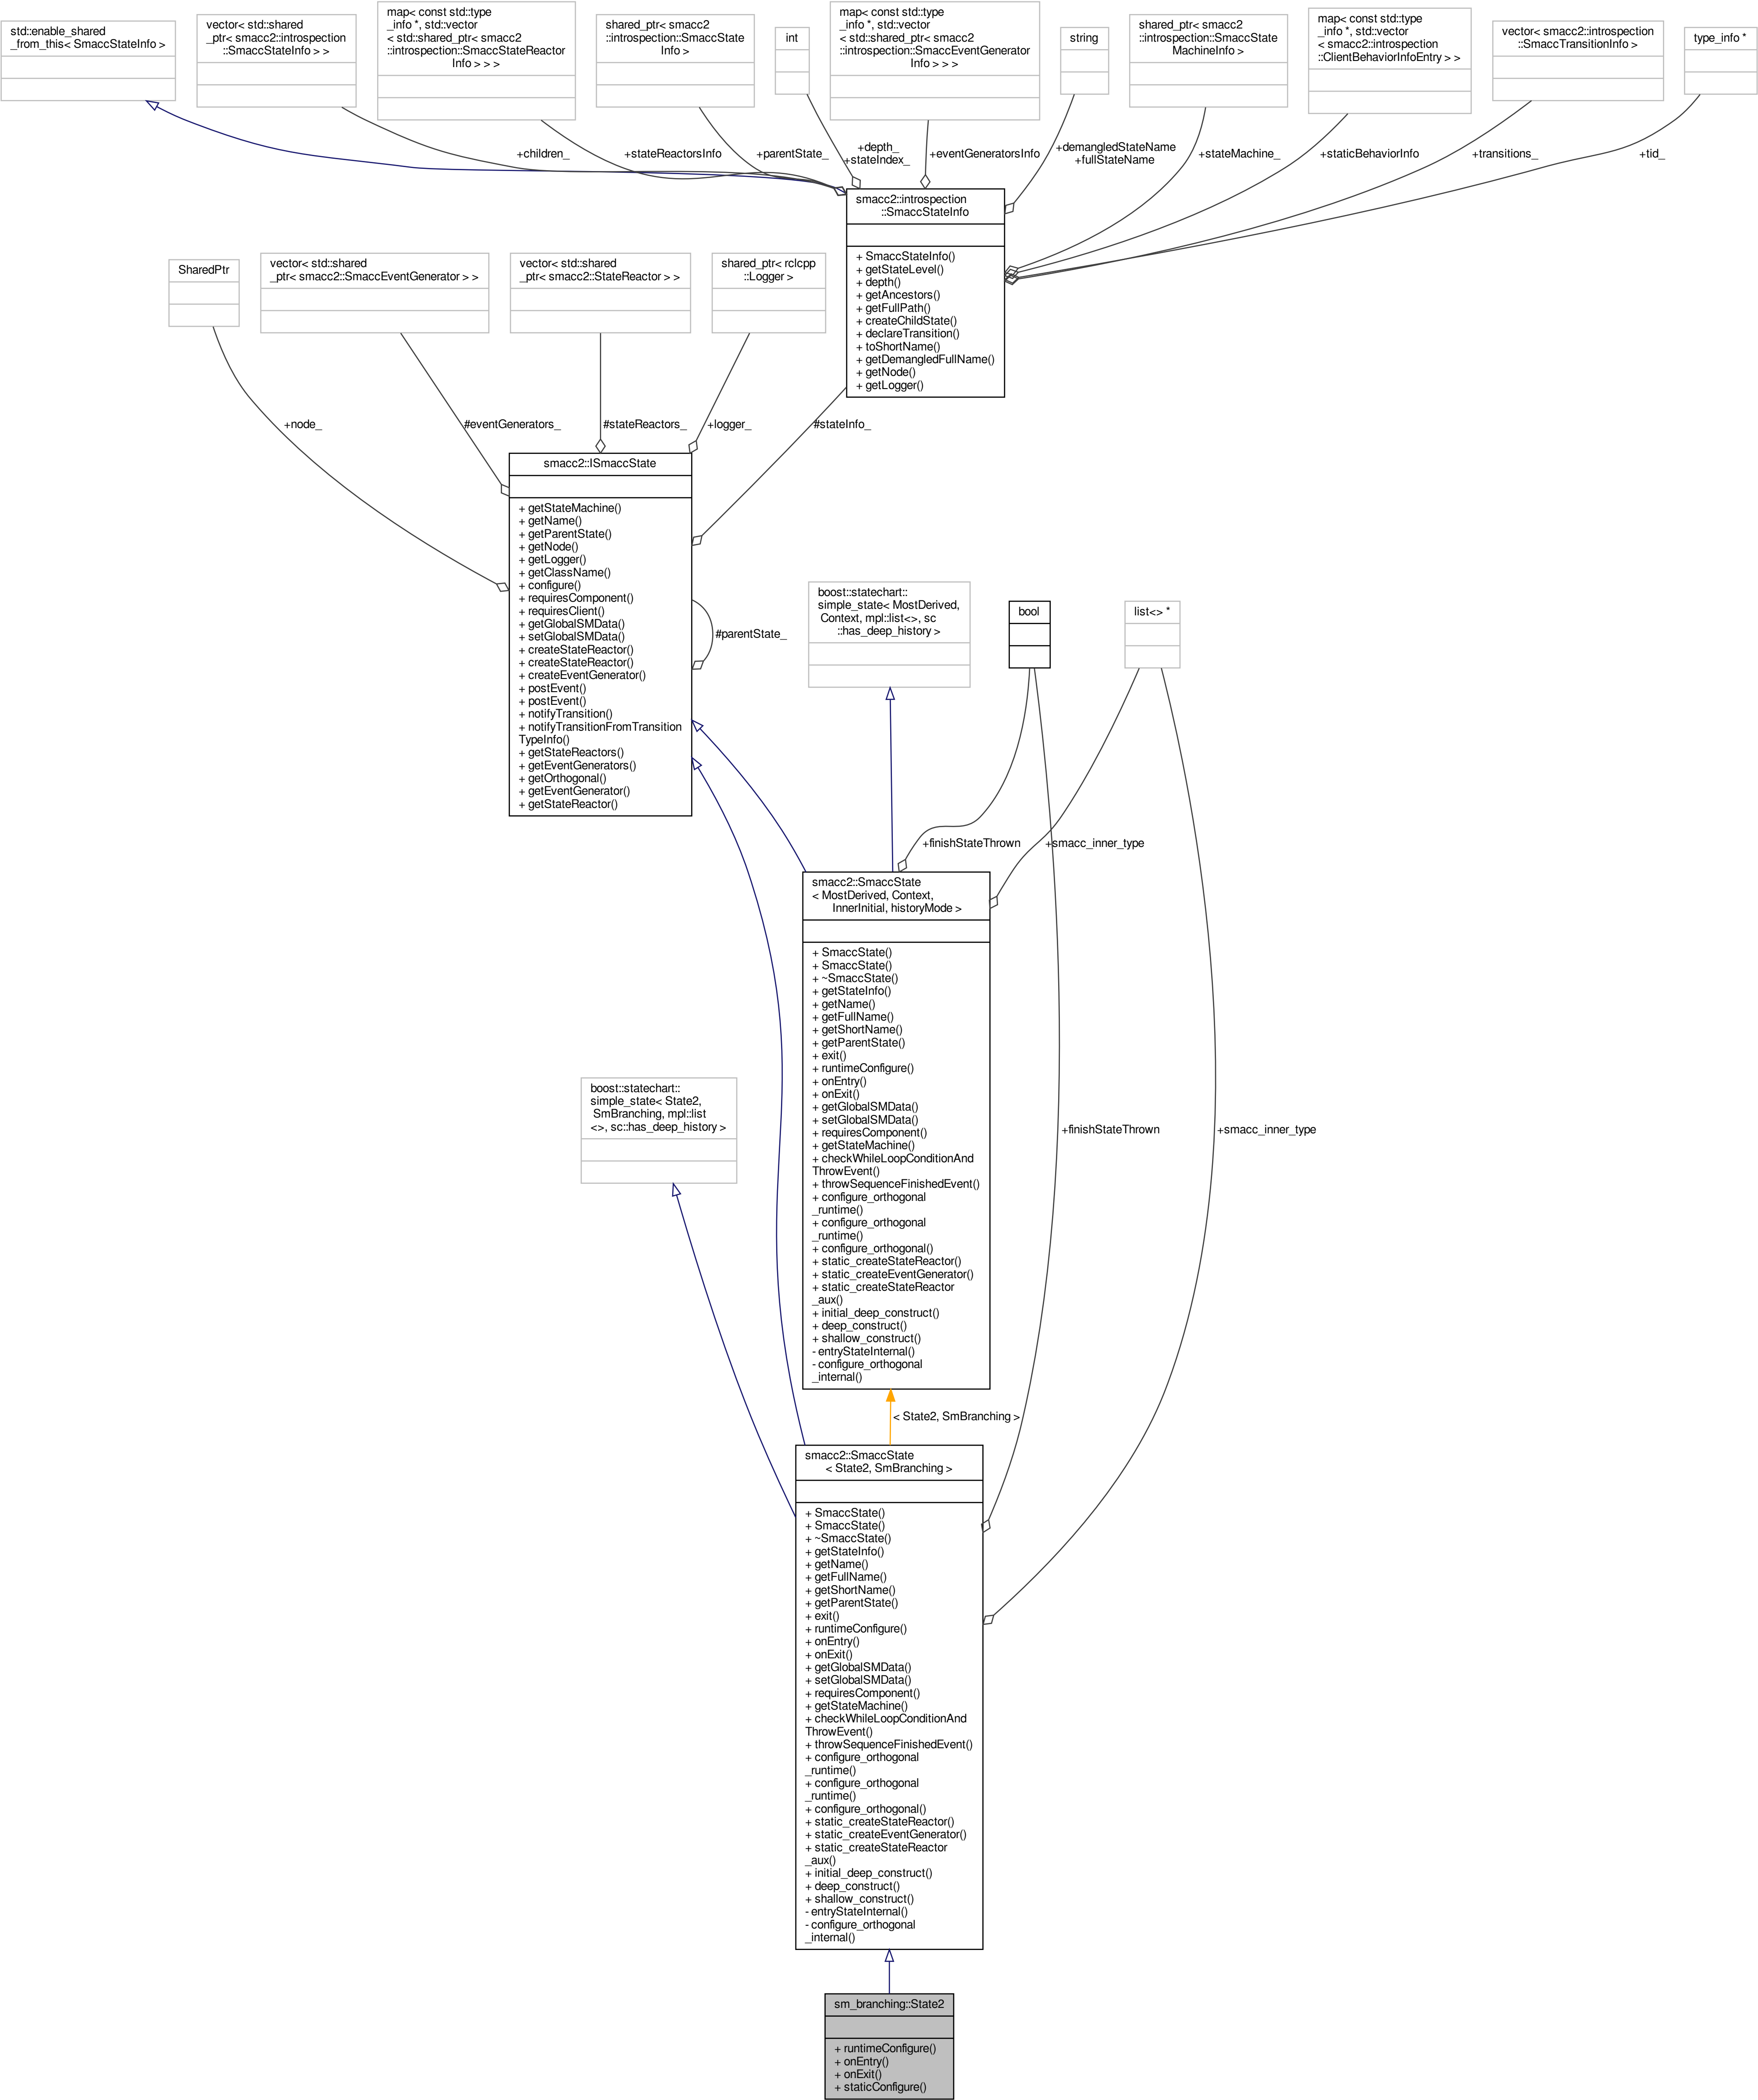 std::enable_shared
_from_this< SmaccStateInfo >
vector< std::shared
_ptr< smacc2::introspection
::SmaccStateInfo > >
map< const std::type
_info *, std::vector
< std::shared_ptr< smacc2
::introspection::SmaccStateReactor
Info > > >
shared_ptr< smacc2
::introspection::SmaccState
Info >
int
map< const std::type
_info *, std::vector
< std::shared_ptr< smacc2
::introspection::SmaccEventGenerator
Info > > >
string
shared_ptr< smacc2
::introspection::SmaccState
MachineInfo >
map< const std::type
_info *, std::vector
< smacc2::introspection
::ClientBehaviorInfoEntry > >
vector< smacc2::introspection
::SmaccTransitionInfo >
type_info *
+children_
+stateReactorsInfo
+parentState_
+depth_
+stateIndex_
+eventGeneratorsInfo
+demangledStateName
+fullStateName
+stateMachine_
+staticBehaviorInfo
+transitions_
+tid_
smacc2::introspection
::SmaccStateInfo
+ SmaccStateInfo()
+ getStateLevel()
+ depth()
+ getAncestors()
+ getFullPath()
+ createChildState()
+ declareTransition()
+ toShortName()
+ getDemangledFullName()
+ getNode()
+ getLogger()
SharedPtr
vector< std::shared
_ptr< smacc2::SmaccEventGenerator > >
vector< std::shared
_ptr< smacc2::StateReactor > >
shared_ptr< rclcpp
::Logger >
+node_
#eventGenerators_
#stateReactors_
+logger_
#stateInfo_
smacc2::ISmaccState
+ getStateMachine()
+ getName()
+ getParentState()
+ getNode()
+ getLogger()
+ getClassName()
+ configure()
+ requiresComponent()
+ requiresClient()
+ getGlobalSMData()
+ setGlobalSMData()
+ createStateReactor()
+ createStateReactor()
+ createEventGenerator()
+ postEvent()
+ postEvent()
+ notifyTransition()
+ notifyTransitionFromTransition
TypeInfo()
+ getStateReactors()
+ getEventGenerators()
+ getOrthogonal()
+ getEventGenerator()
+ getStateReactor()
#parentState_
boost::statechart::
simple_state< MostDerived,
Context, mpl::list<>, sc
::has_deep_history >
bool
list<> *
+finishStateThrown
+smacc_inner_type
smacc2::SmaccState
< MostDerived, Context,
InnerInitial, historyMode >
+ SmaccState()
+ SmaccState()
+ ~SmaccState()
+ getStateInfo()
+ getName()
+ getFullName()
+ getShortName()
+ getParentState()
+ exit()
+ runtimeConfigure()
+ onEntry()
+ onExit()
+ getGlobalSMData()
+ setGlobalSMData()
+ requiresComponent()
+ getStateMachine()
+ checkWhileLoopConditionAnd
ThrowEvent()
+ throwSequenceFinishedEvent()
+ configure_orthogonal
_runtime()
+ configure_orthogonal
_runtime()
+ configure_orthogonal()
+ static_createStateReactor()
+ static_createEventGenerator()
+ static_createStateReactor
_aux()
+ initial_deep_construct()
+ deep_construct()
+ shallow_construct()
- entryStateInternal()
- configure_orthogonal
_internal()
boost::statechart::
simple_state< State2,
SmBranching, mpl::list
<>, sc::has_deep_history >
+finishStateThrown
+smacc_inner_type
< State2, SmBranching >
smacc2::SmaccState
< State2, SmBranching >
+ SmaccState()
+ SmaccState()
+ ~SmaccState()
+ getStateInfo()
+ getName()
+ getFullName()
+ getShortName()
+ getParentState()
+ exit()
+ runtimeConfigure()
+ onEntry()
+ onExit()
+ getGlobalSMData()
+ setGlobalSMData()
+ requiresComponent()
+ getStateMachine()
+ checkWhileLoopConditionAnd
ThrowEvent()
+ throwSequenceFinishedEvent()
+ configure_orthogonal
_runtime()
+ configure_orthogonal
_runtime()
+ configure_orthogonal()
+ static_createStateReactor()
+ static_createEventGenerator()
+ static_createStateReactor
_aux()
+ initial_deep_construct()
+ deep_construct()
+ shallow_construct()
- entryStateInternal()
- configure_orthogonal
_internal()
sm_branching::State2
+ runtimeConfigure()
+ onEntry()
+ onExit()
+ staticConfigure()